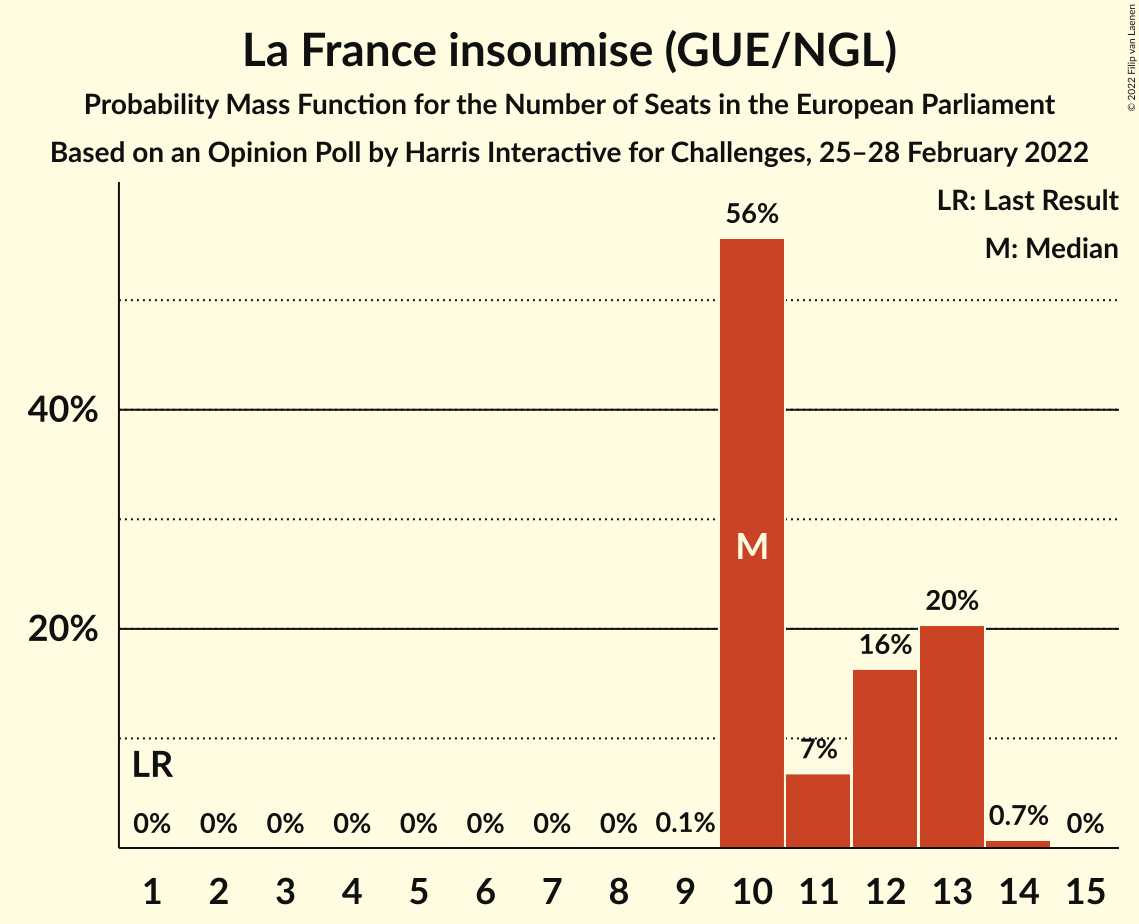 La France insoumise (GUE/NGL)
Probability Mass Function for the Number of Seats in the European Parliament
Based on an Opinion Poll by Harris Interactive for Challenges, 25–28 February 2022
© 2022 Filip van Laenen
LR: Last Result
M: Median
56%
40%
M
20%
20%
16%
7%
LR
0% 0% 0% 0% 0% 0% 0% 0% 0.1% 0.7% 0%
1 2 3 4 5 6 7 8 9 10 11 12 13 14 15